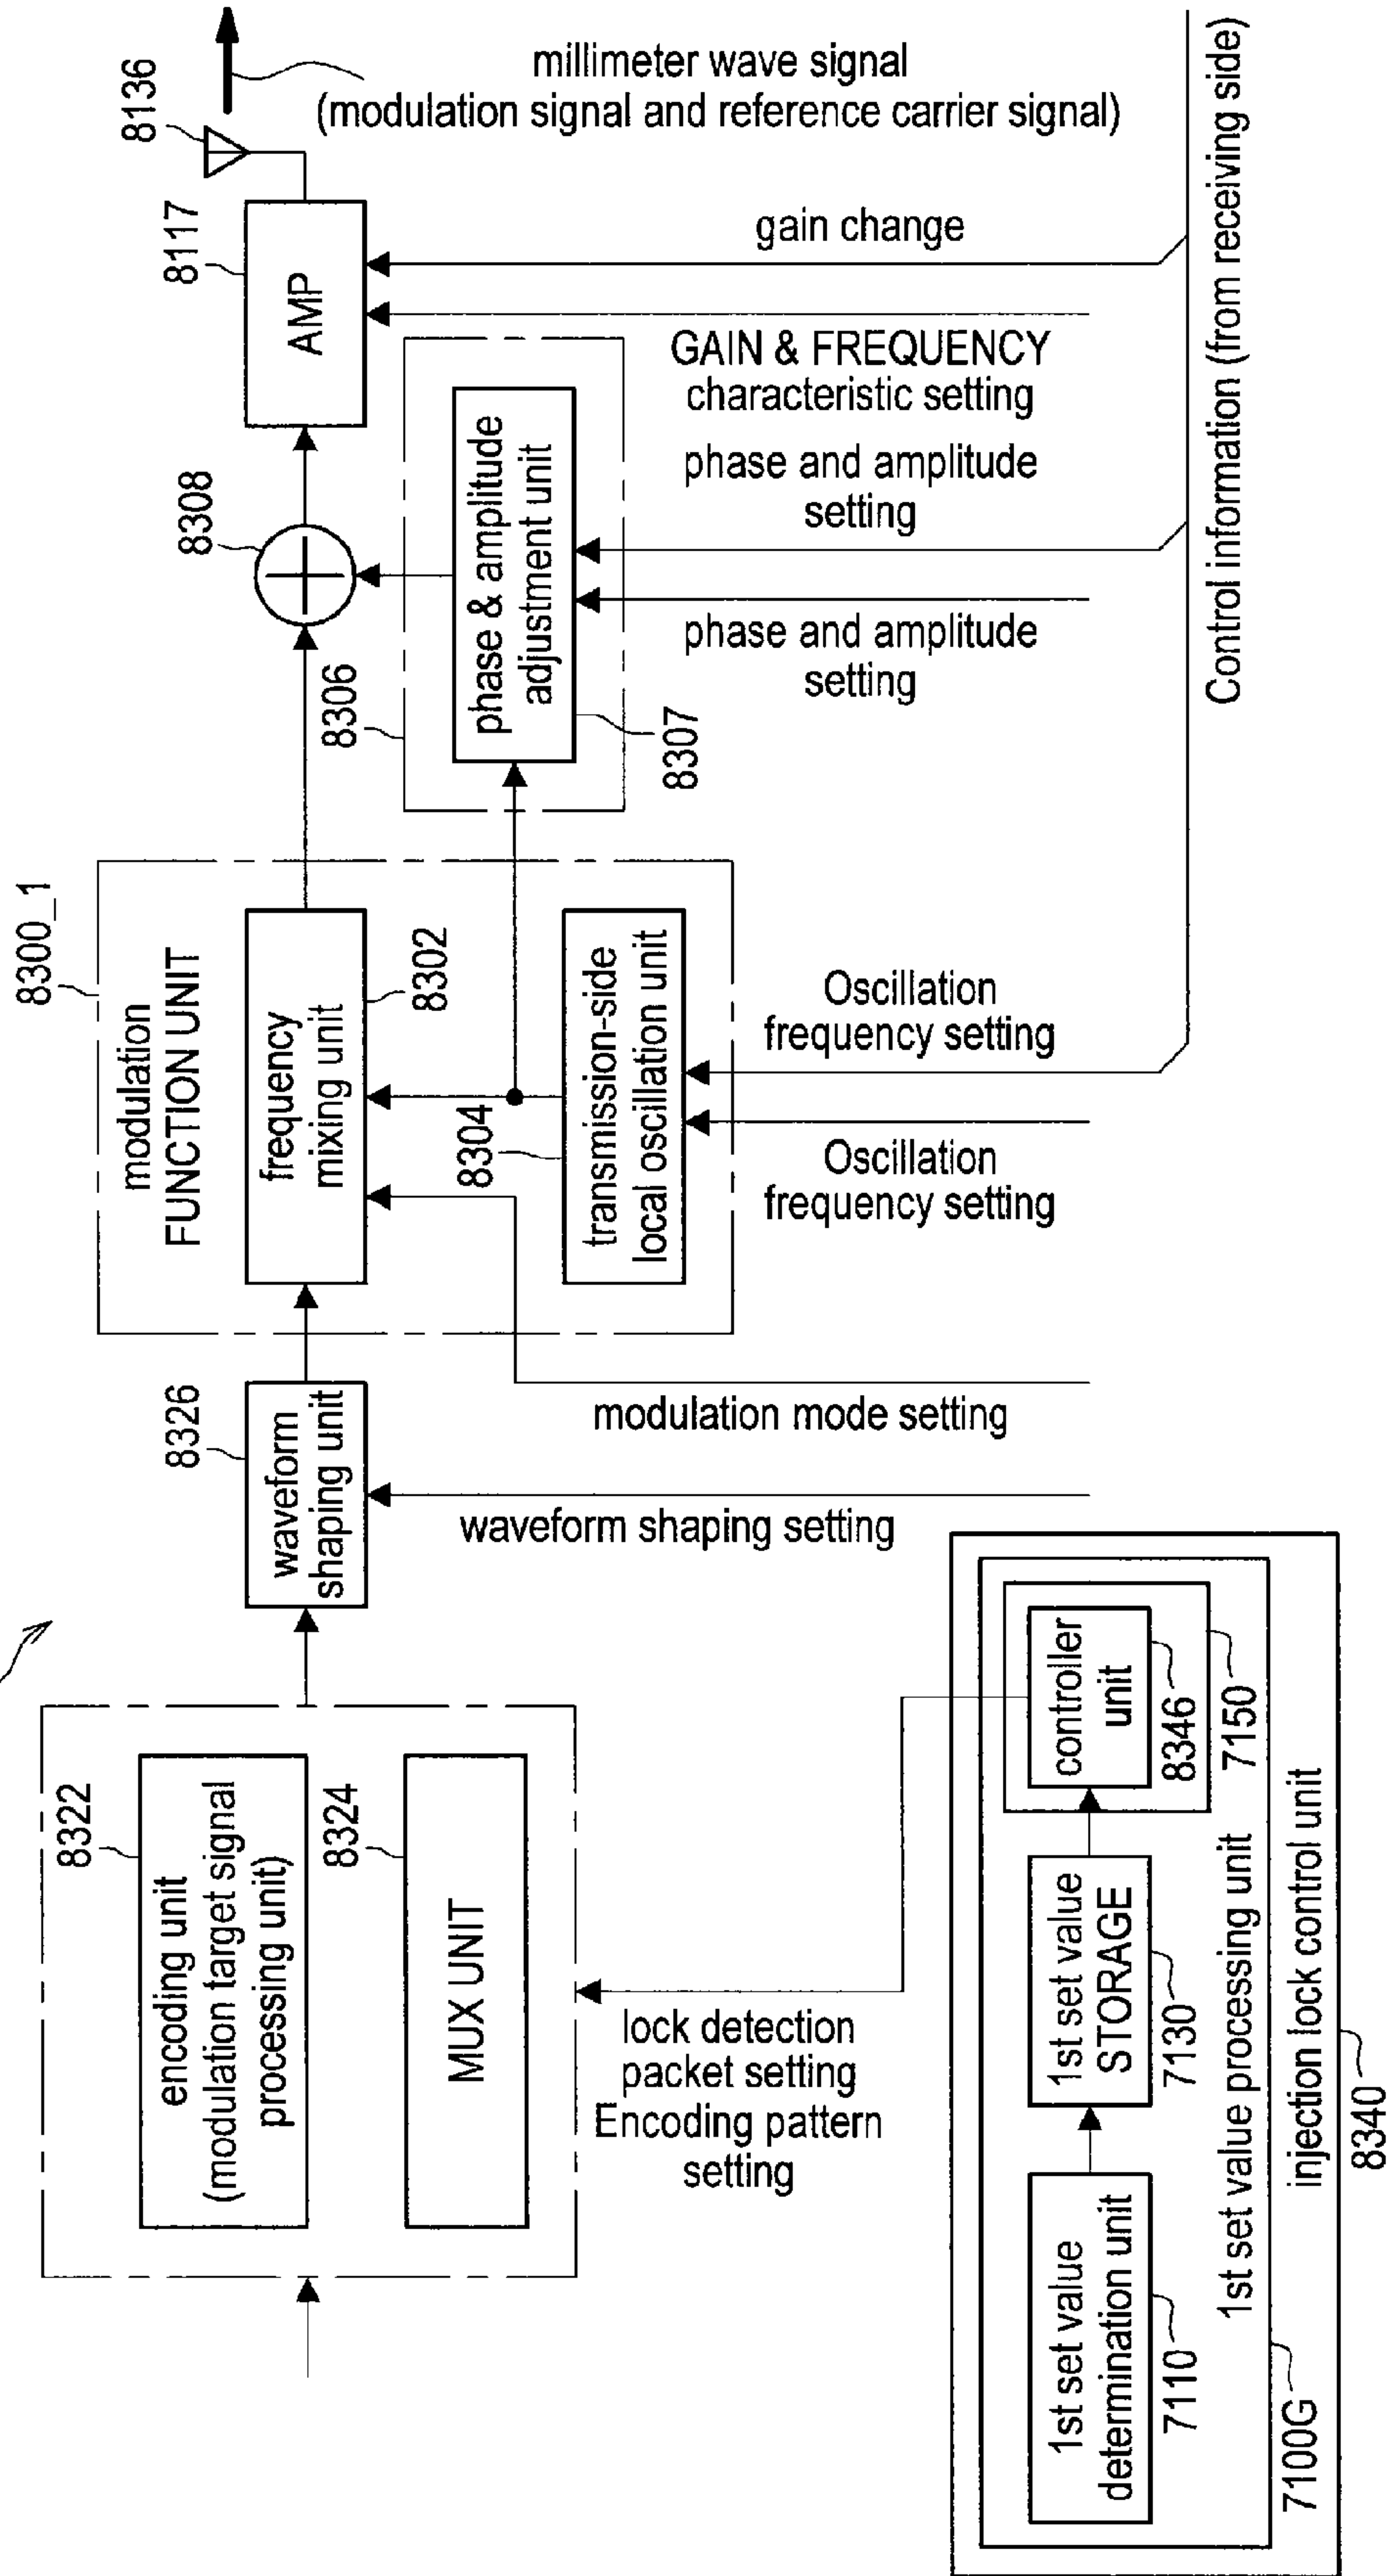 8322
encoding unit
(modulation target signal
processing unit)
8324
MUX UNIT
lock detection
packet setting
Encoding pattern
setting
8326
waveform
shaping unit
waveform shaping setting
8300_1
modulation
FUNCTION UNIT
frequency
mixing unit
8302
8304
transmission-side
local oscillation unit
modulation mode setting
Oscillation
frequency setting
Oscillation
frequency setting
8306
phase & amplitude
adjustment unit
8307
phase and amplitude
setting
phase and amplitude
setting
8308
8117
AMP
GAIN & FREQUENCY
characteristic setting
gain change
8136
millimeter wave signal
(modulation signal and reference carrier signal)
Control information (from receiving side)
1st set value
determination unit
7110
1st set value
STORAGE
7130
controller
unit
8346
7150
1st set value processing unit
7100G
injection lock control unit
8340